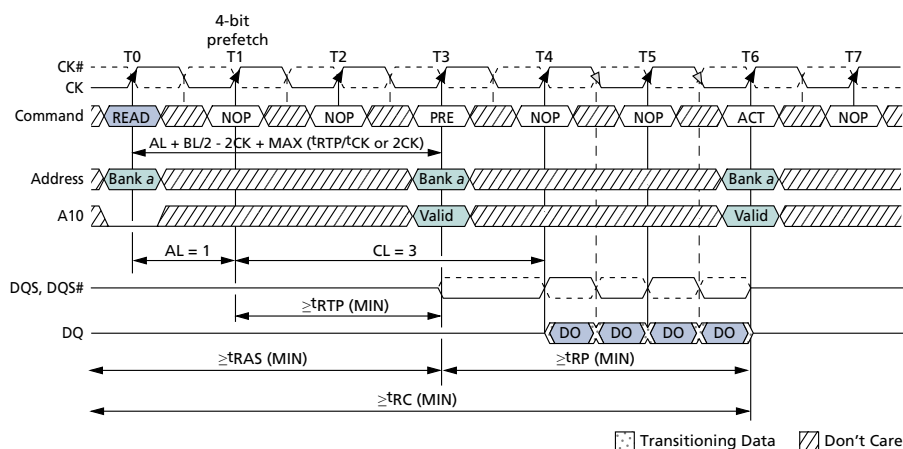 4-bit
prefetch
T0 T1 T2 T3 T4 T5 T6 T7
CK#
CK
Command READ NOP NOP PRE NOP NOP ACT NOP
AL + BL/2 - 2CK + MAX (tRTP/tCK or 2CK)
Address Bank a Bank a Bank a
A10 Valid Valid
AL = 1 CL = 3
DQS, DQS#
≥tRTP (MIN)
DQ DO DO DO DO
≥tRAS (MIN) ≥tRP (MIN)
≥tRC (MIN)
Transitioning Data Don't Care